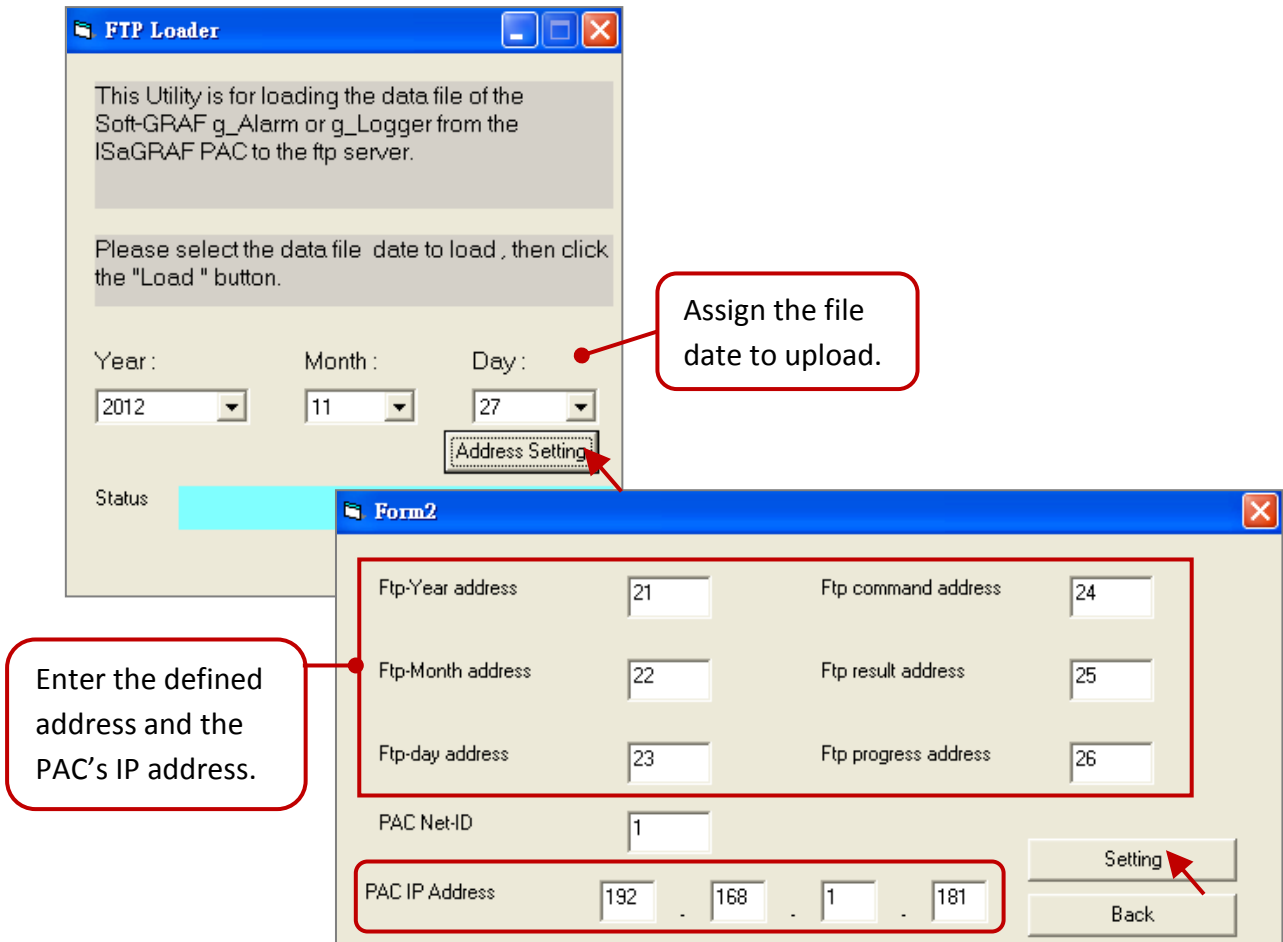 FTP Loader
This Utility is for loading the data file of the
Soft-GRAF g_Alarm or g_Logger from the
ISaGRAF PAC to the ftp server.
Please select the data file date to load , then click
the "Load " button.
Assign the file
date to upload.
Year : Month : Day :
2012 11 27
Address Setting
Status
Form2
Ftp-Year address 21 Ftp command address 24
Enter the defined
address and the
PAC’s IP address.
Ftp-Month address 22 Ftp result address 25
Ftp-day address 23 Ftp progress address 26
PAC Net-ID 1
Setting
PAC IP Address 192 . 168 . 1 . 181
Back